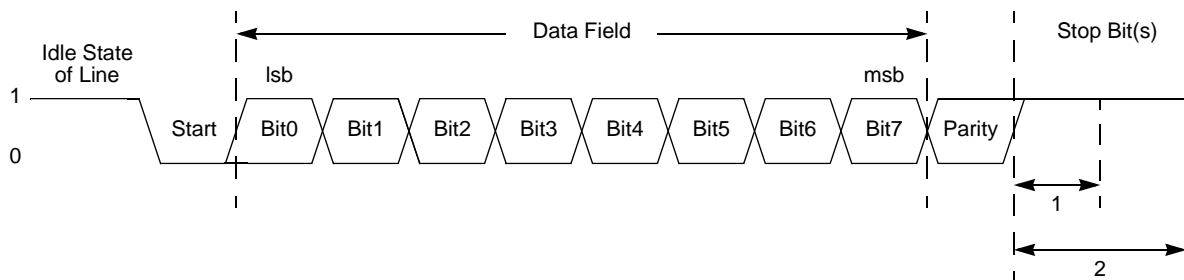 Data Field
Stop Bit(s)
Idle State
of Line
lsb
msb
1
Start
Bit0
Bit1
Bit2
Bit3
Bit4
Bit5
Bit6
Bit7
Parity
0
1
2